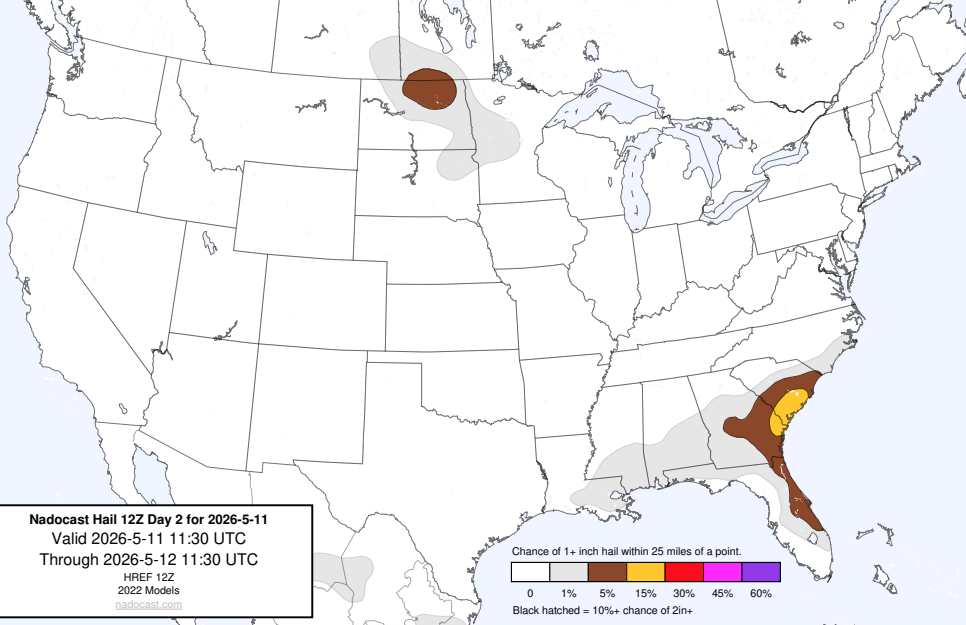 Nadocast Hail 12Z Day 2 for 2026-5-11
Valid 2026-5-11 11:30 UTC
Through 2026-5-12 11:30 UTC
HREF 12Z
2022 Models
nadocast.com
Chance of 1+ inch hail within 25 miles of a point.
0 1% 5% 15% 30% 45% 60%
Black hatched = 10%+ chance of 2in+